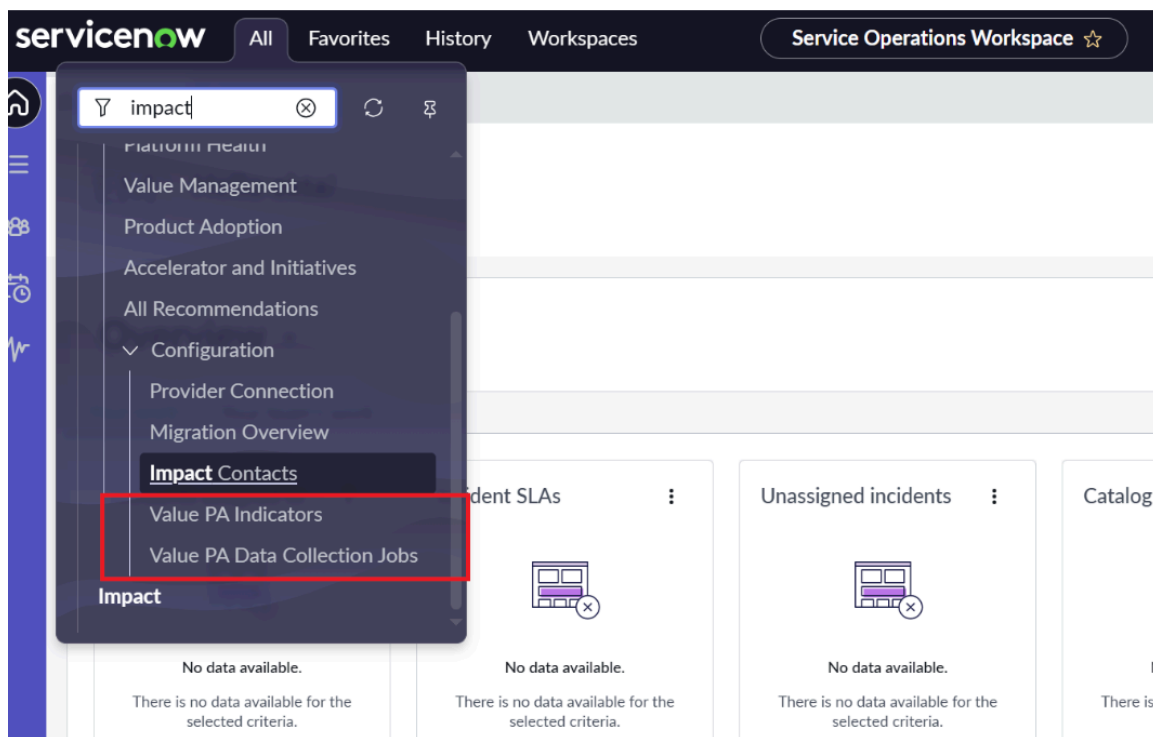 servicenow All Favorites History Workspaces Service Operations Workspace
impact
Platform Health
Value Management
Product Adoption
Accelerator and Initiatives
All Recommendations
Configuration
Provider Connection
Migration Overview
Impact Contacts
Value PA Indicators
Value PA Data Collection Jobs
Impact
dent SLAs
Unassigned incidents
Catalog
No data available.
There is no data available for the
selected criteria.
No data available.
There is no data available for the
selected criteria.
No data available.
There is no data available for the
selected criteria.
There is